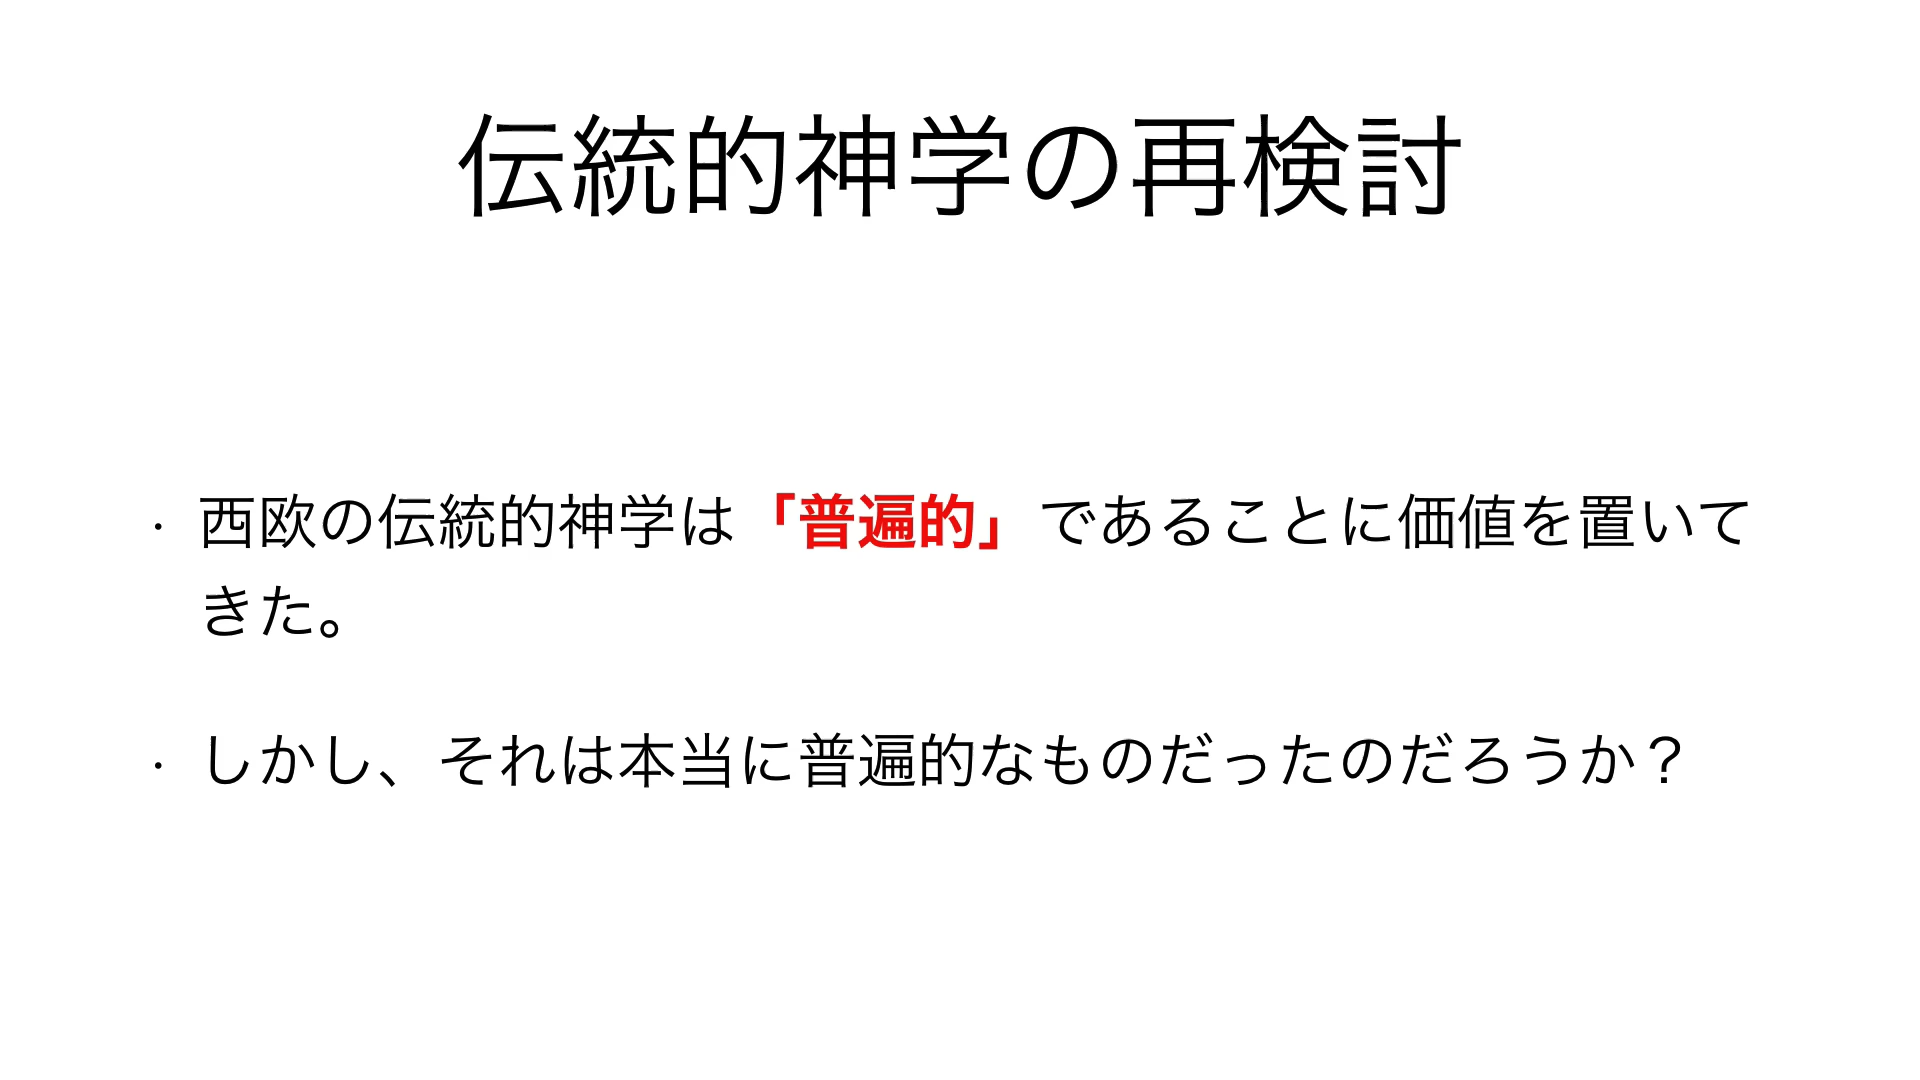 伝統的神学の再検討
・西欧の伝統的神学は「普遍的」であることに価値を置いて
きた。
・しかし、それは本当に普遍的なものだったのだろうか？